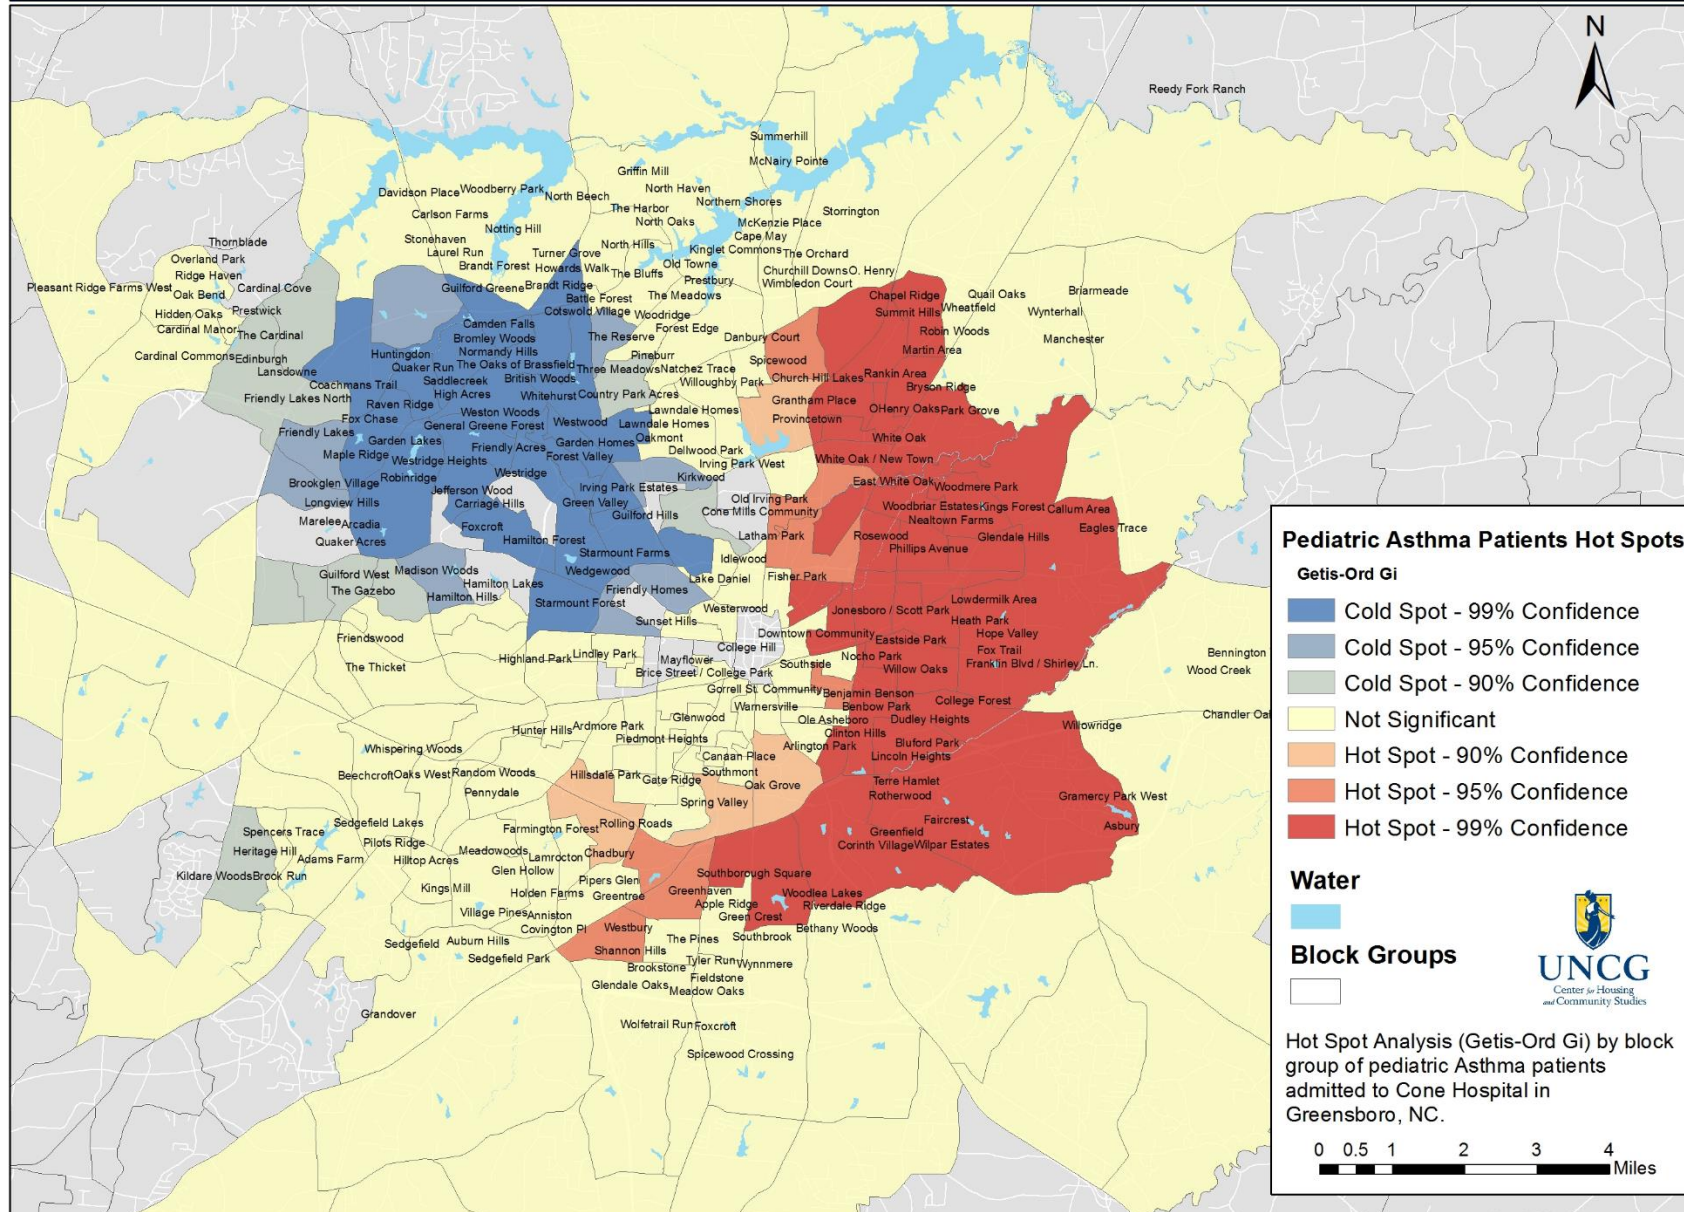 N
Reedy Fork Ranch
Summerhill
McNairy Pointe
Griffin Mill
Davidson Place
Woodberry Park
North Beech
North Haven
Northern Shores
The Harbor
North Oaks
Storrington
Carlson Farms
Notting Hill
McKenzie Place
Cape May
Stonehaven
Laurel Run
Turner Grove
North Hills
Kinglet Commons
The Orchard
Thornblade
Overland Park
Ridge Haven
Brandt Forest
Howards Walk
The Bluffs
Old Towne
Churchill Downs
O. Henry
Wimbledon Court
Pleasant Ridge Farms West
Oak Bend
Cardinal Cove
Guilford Greene
Brandt Ridge
Prestbury
Battle Forest
The Meadows
Chapel Ridge
Quail Oaks
Briarmeade
Hidden Oaks
Prestwick
Cotswold Village
Woodridge
Summit Hills
Wheatfield
Wynterhall
Cardinal Manor
The Cardinal
Camden Falls
Bromley Woods
The Reserve
Forest Edge
Danbury Court
Robin Woods
Manchester
Cardinal Commons
Edinburgh
Lansdowne
Huntingdon
Normandy Hills
Pineburr
Spicewood
Martin Area
Quaker Run
The Oaks of Brassfield
Three Meadows
Natchez Trace
Coachmans Trail
Saddlecreek
British Woods
Willoughby Park
Church Hill Lakes
Rankin Area
Bryson Ridge
Friendly Lakes North
High Acres
Whitehurst
Country Park Acres
Grantham Place
Raven Ridge
Weston Woods
Lawndale Homes
OHenry Oaks
Park Grove
Fox Chase
General Greene Forest
Westwood
Lawndale Homes
Provincetown
Friendly Lakes
Garden Lakes
Friendly Acres
Garden Homes
Oakmont
White Oak
Maple Ridge
Westridge Heights
Forest Valley
Dellwood Park
White Oak / New Town
Robinridge
Westridge
Irving Park West
Brookglen Village
Jefferson Wood
Irving Park Estates
Kirkwood
East White Oak
Woodmere Park
Longview Hills
Carriage Hills
Green Valley
Old Irving Park
Woodbriar Estates
Kings Forest
Callum Area
Marelee
Arcadia
Foxcroft
Guilford Hills
Cone Mills Community
Nealtown Farms
Eagles Trace
Quaker Acres
Hamilton Forest
Latham Park
Rosewood
Glendale Hills
Starmount Farms
Idlewood
Phillips Avenue
Guilford West
Madison Woods
Wedgewood
Lake Daniel
Fisher Park
The Gazebo
Hamilton Lakes
Hamilton Hills
Friendly Homes
Starmount Forest
Westerwood
Jonesboro / Scott Park
Lowdermilk Area
Sunset Hills
Heath Park
Friendswood
Downtown Community
Eastside Park
Hope Valley
College Hill
Highland Park
Lindley Park
Mayflower
Southside
Nocho Park
Fox Trail
Bennington
The Thicket
Brice Street / College Park
Willow Oaks
Franklin Blvd / Shirley Ln.
Wood Creek
Gorrell St. Community
Benjamin Benson
College Forest
Warnersville
Benbow Park
Chandler Oa
Glenwood
Ole Asheboro
Dudley Heights
Willowridge
Hunter Hills
Ardmore Park
Clinton Hills
Piedmont Heights
Arlington Park
Bluford Park
Whispering Woods
Canaan Place
Lincoln Heights
Beechcroft
Oaks West
Random Woods
Hillsdale Park
Southmont
Gate Ridge
Oak Grove
Terre Hamlet
Pennydale
Spring Valley
Rotherwood
Gramercy Park West
Spencers Trace
Sedgefield Lakes
Farmington Forest
Rolling Roads
Faircrest
Asbury
Heritage Hill
Pilots Ridge
Greenfield
Adams Farm
Hilltop Acres
Meadowoods
Lamrocton
Chadbury
Corinth Village
Wilpar Estates
Kildare Woods
Brook Run
Glen Hollow
Pipers Glen
Southborough Square
Kings Mill
Holden Farms
Greentree
Greenhaven
Woodlea Lakes
Apple Ridge
Riverdale Ridge
Village Pines
Anniston
Green Crest
Covington Pl
Westbury
Bethany Woods
Sedgefield
Auburn Hills
The Pines
Southbrook
Sedgefield Park
Shannon Hills
Tyler Run
Wynnmere
Brookstone
Fieldstone
Glendale Oaks
Meadow Oaks
Grandover
Wolfetrail Run
Foxcroft
Spicewood Crossing
Pediatric Asthma Patients Hot Spots
Getis-Ord Gi
Cold Spot - 99% Confidence
Cold Spot - 95% Confidence
Cold Spot - 90% Confidence
Not Significant
Hot Spot - 90% Confidence
Hot Spot - 95% Confidence
Hot Spot - 99% Confidence
Water
Block Groups
UNCG
Center for Housing
and Community Studies
Hot Spot Analysis (Getis-Ord Gi) by block
group of pediatric Asthma patients
admitted to Cone Hospital in
Greensboro, NC.
0 0.5 1 2 3 4
Miles